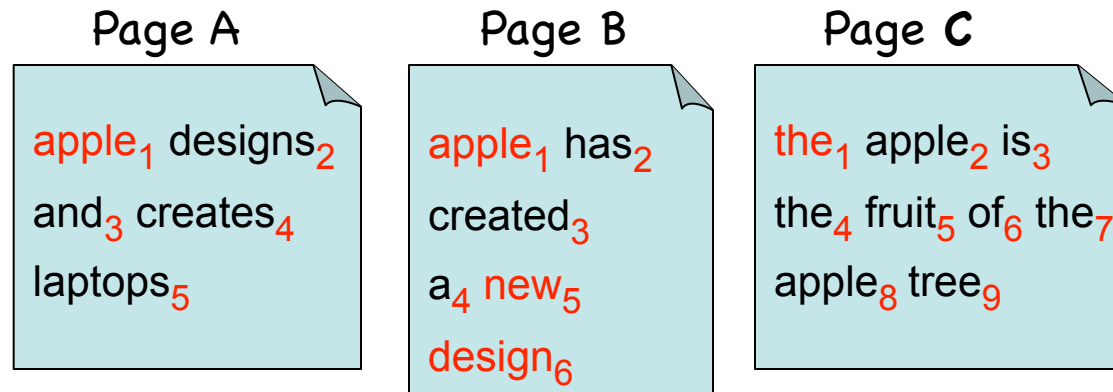 Page A
apple₁ designs₂
and₃ creates₄
laptops₅
Page B
apple₁ has₂
created₃
a₄ new₅
design₆
Page C
the₁ apple₂ is₃
the₄ fruit₅ of₆ the₇
apple₈ tree₉